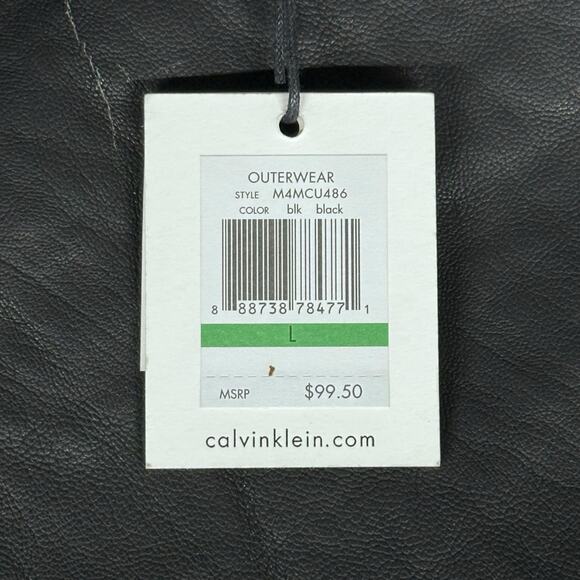 OUTERWEAR
STYLE M4MCU486
COLOR blk black
8 88738 78477 1
L
MSRP $99.50
calvinklein.com